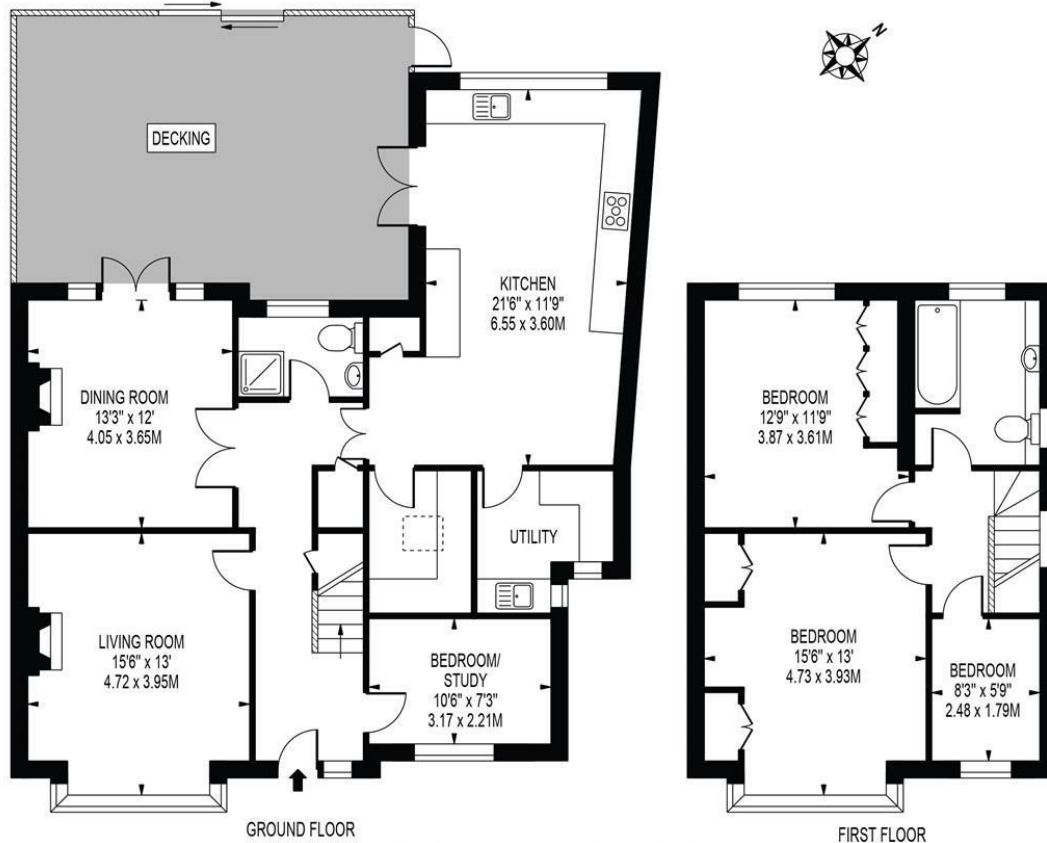 N
DECKING
KITCHEN
21'6" x 11'9"
6.55 x 3.60M
DINING ROOM
13'3" x 12'
4.05 x 3.65M
UTILITY
LIVING ROOM
15'6" x 13'
4.72 x 3.95M
BEDROOM/
STUDY
10'6" x 7'3"
3.17 x 2.21M
GROUND FLOOR
BEDROOM
12'9" x 11'9"
3.87 x 3.61M
BEDROOM
15'6" x 13'
4.73 x 3.93M
BEDROOM
8'3" x 5'9"
2.48 x 1.79M
FIRST FLOOR